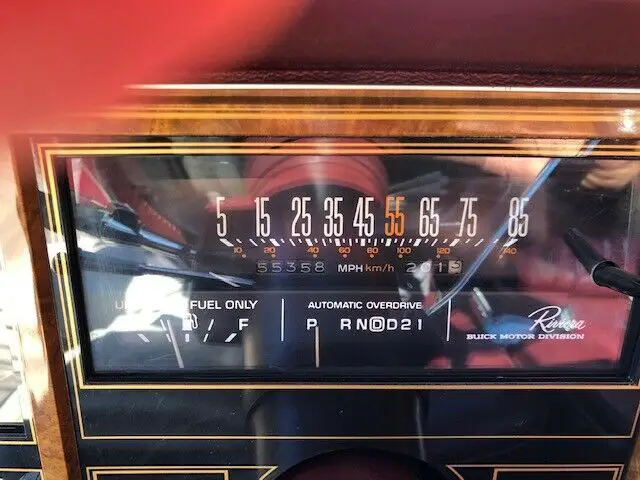 5 15 25 35 45 55 65 75 85
10 20 40 60 80 100 120 140
55358 MPH km/h 201
FUEL ONLY
F
AUTOMATIC OVERDRIVE
P R N D D 2 1
Riviera
BUICK MOTOR DIVISION